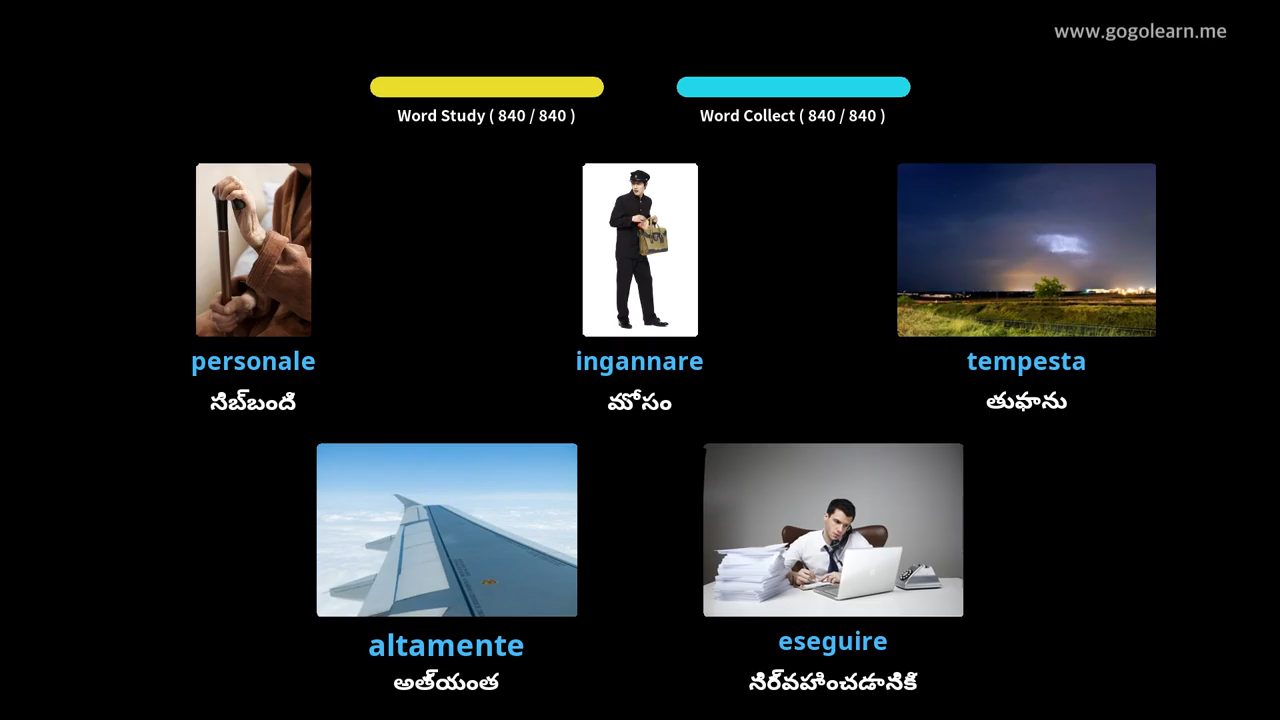 www.gogolearn.me
Word Study ( 840 / 840 )
Word Collect ( 840 / 840 )
personale
ingannare
tempesta
సిబ్‌బంది
మోసం
తుఫాను
altamente
eseguire
అత్‌యంత
నిర్‌వహించడానికి